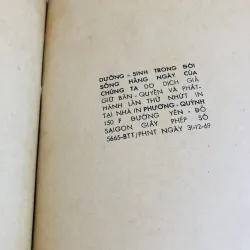 DƯỠNG - SINH TRONG ĐỜI
SỐNG HÀNG NGÀY CỦA
CHÚNG TA DO DỊCH GIẢ
GIỮ BẢN - QUYỀN VÀ PHÁT-
HÀNH LẦN THỨ NHỨT IN
TẠI NHÀ IN PHƯƠNG - QUỲNH
150 F ĐƯỜNG YÊN - ĐỔ
SAIGON GIẤY PHÉP SỐ
5665-BTT/PHNT NGÀY 31-12-69